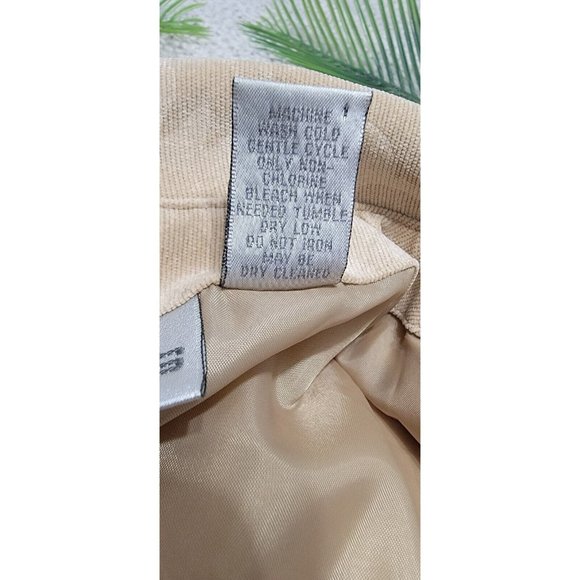 MACHINE
WASH COLD
GENTLE CYCLE
ONLY NON-
CHLORINE
BLEACH WHEN
NEEDED TUMBLE
DRY LOW
DO NOT IRON
MAY BE
DRY CLEANED